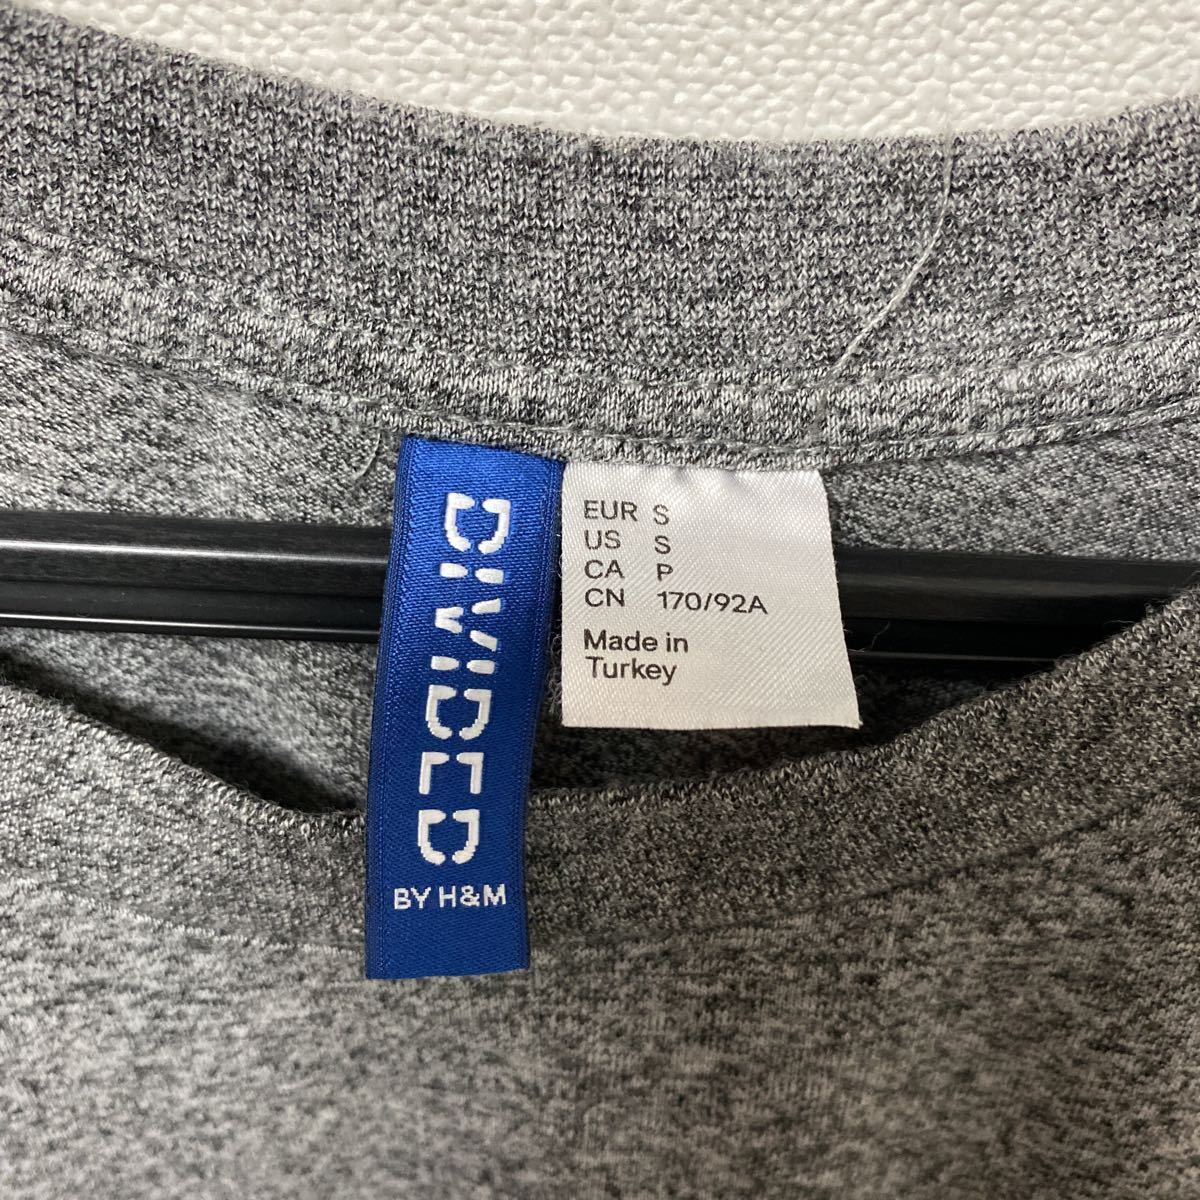 DIVIDED
BY H&M
EUR S
US S
CA P
CN 170/92A
Made in
Turkey